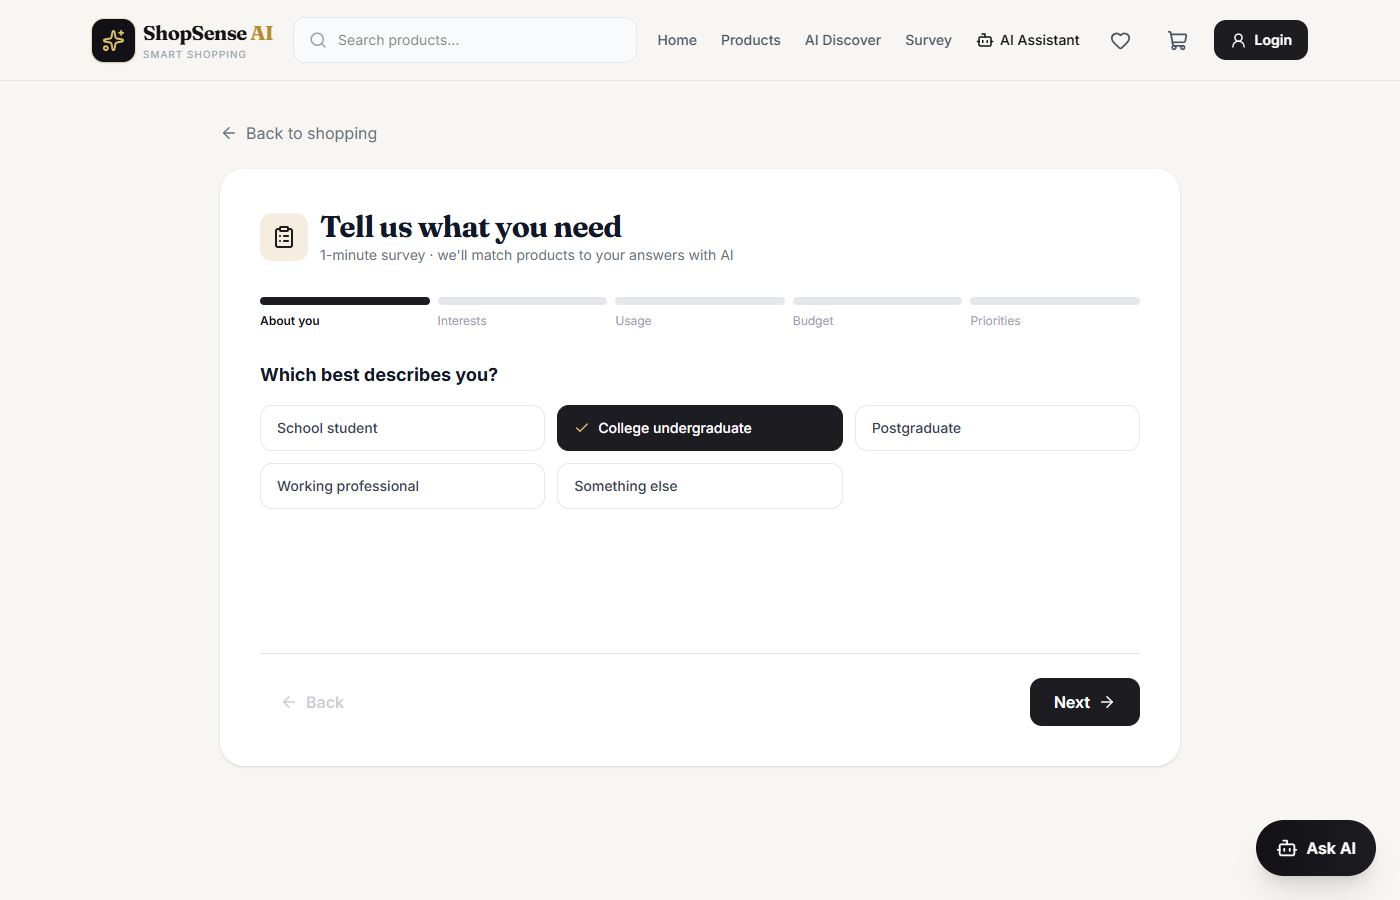 ShopSense AI
SMART SHOPPING
Search products...
Home
Products
AI Discover
Survey
AI Assistant
Login
Back to shopping
Tell us what you need
1-minute survey · we'll match products to your answers with AI
About you
Interests
Usage
Budget
Priorities
Which best describes you?
School student
College undergraduate
Postgraduate
Working professional
Something else
Back
Next
Ask AI